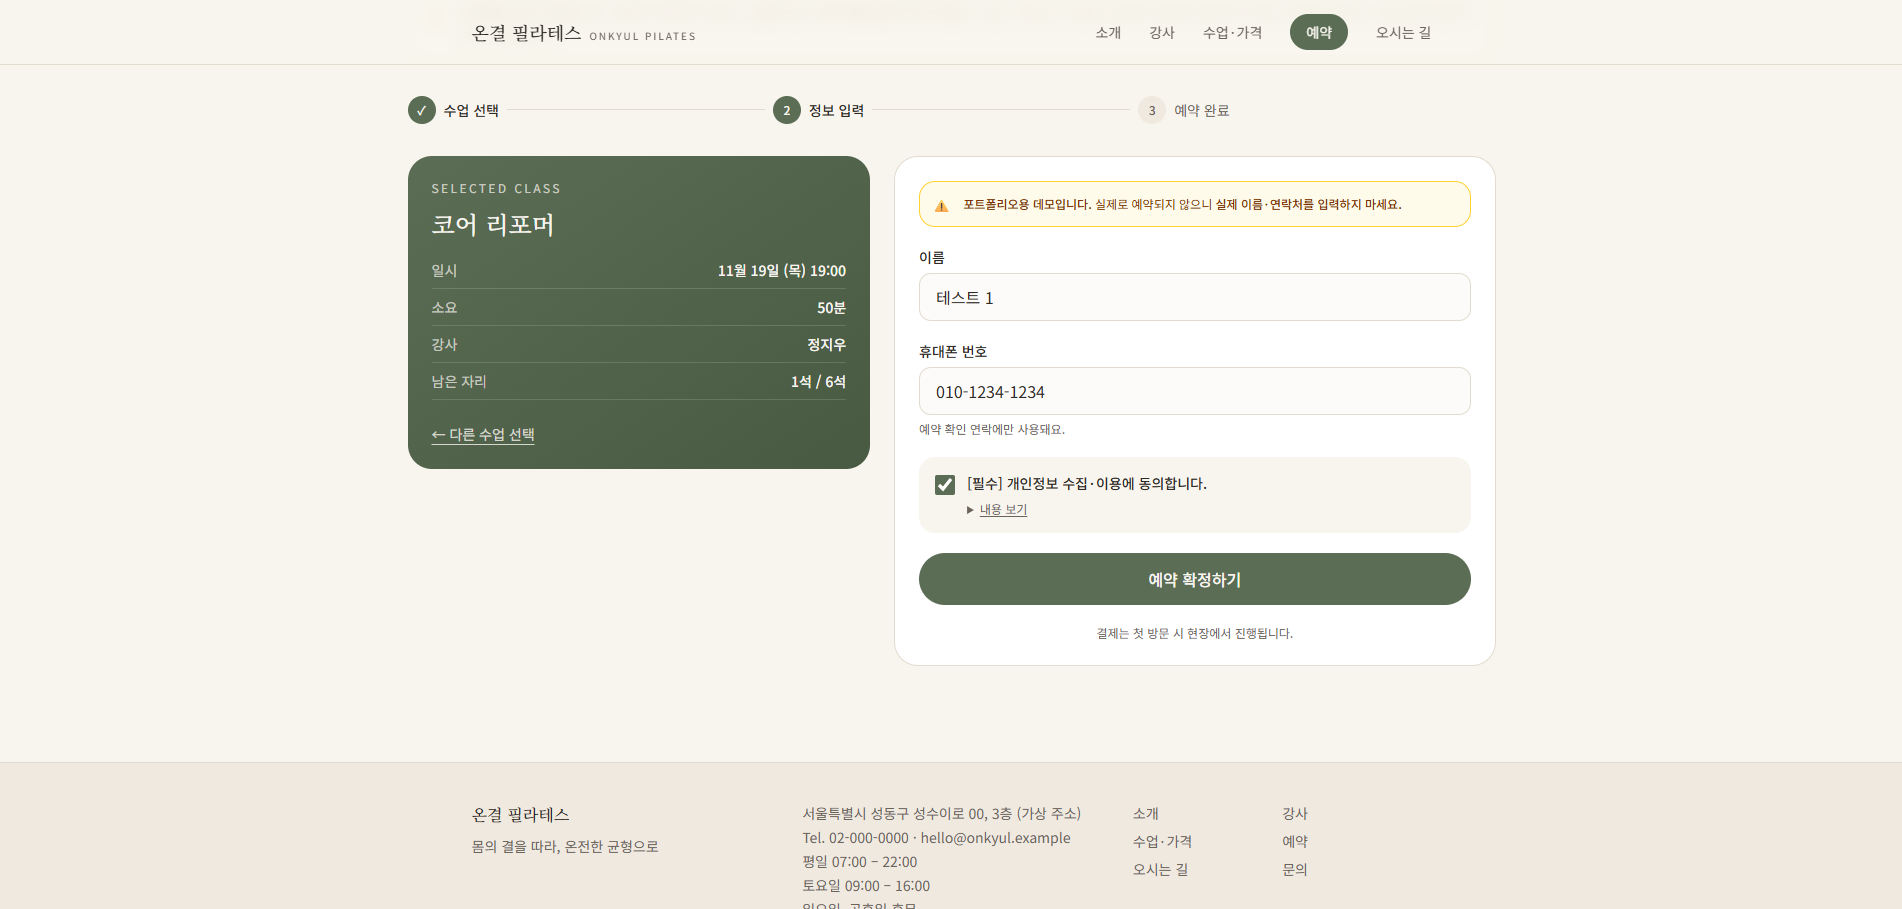 온결 필라테스 ONKYUL PILATES
소개 강사 수업·가격 예약 오시는 길
✓ 수업 선택 2 정보 입력 3 예약 완료
SELECTED CLASS
코어 리포머
일시 11월 19일 (목) 19:00
소요 50분
강사 정지우
남은 자리 1석 / 6석
← 다른 수업 선택
포트폴리오용 데모입니다. 실제로 예약되지 않으니 실제 이름·연락처를 입력하지 마세요.
이름
테스트 1
휴대폰 번호
010-1234-1234
예약 확인 연락에만 사용돼요.
[필수] 개인정보 수집·이용에 동의합니다.
▶ 내용 보기
예약 확정하기
결제는 첫 방문 시 현장에서 진행됩니다.
온결 필라테스
몸의 결을 따라, 온전한 균형으로
서울특별시 성동구 성수이로 00, 3층 (가상 주소)
Tel. 02-000-0000 · hello@onkyul.example
평일 07:00 – 22:00
토요일 09:00 – 16:00
소개 강사
수업·가격 예약
오시는 길 문의